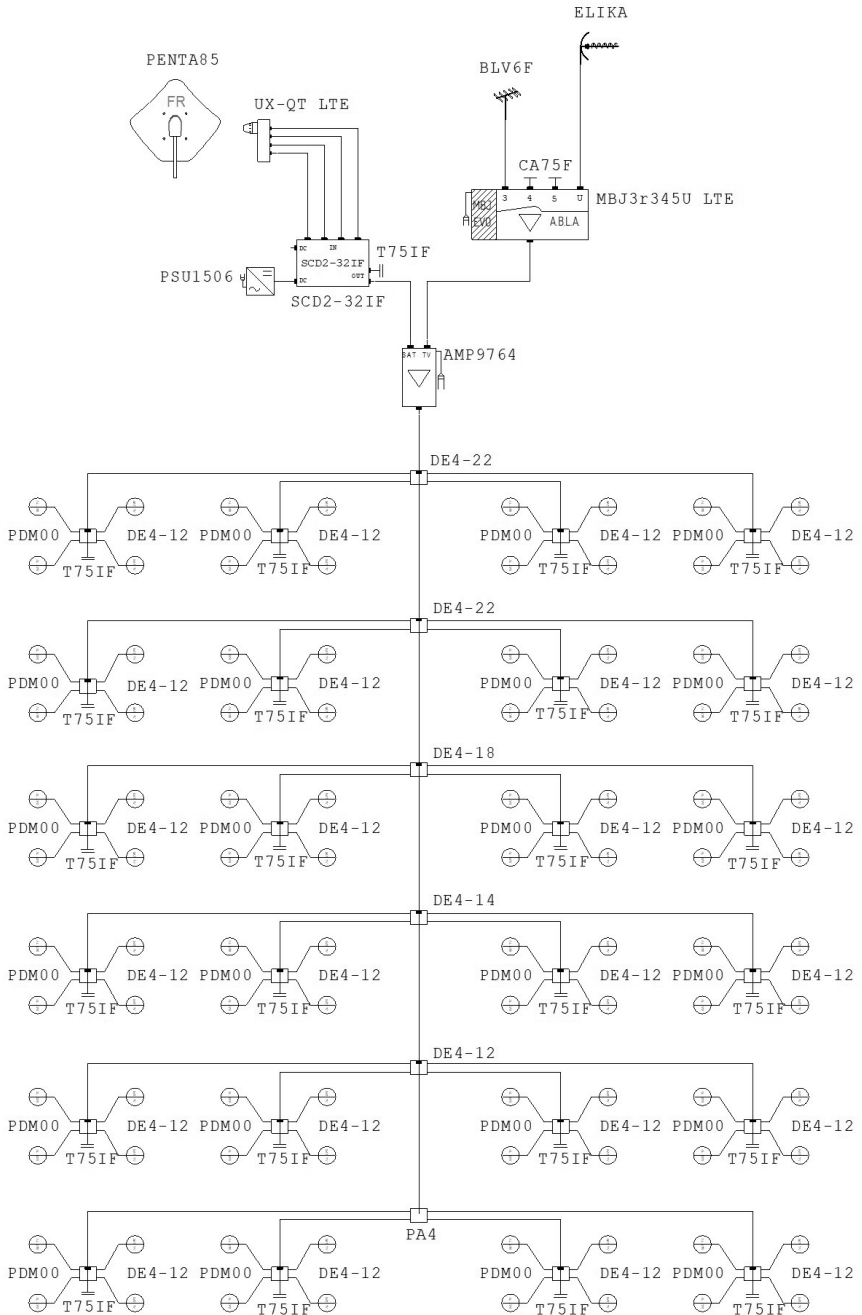 ELIKA
PENTA85
BLV6F
FR
UX-QT LTE
CA75F
3 4 5 U
MBJ3r345U LTE
MBJ
EVO
A.B.L.A
DC IN
T75IF
SCD2-32IF
OUT
PSU1506
DC
SCD2-32IF
SAT TV
AMP9764
DE4-22
PDM00 DE4-12 PDM00 DE4-12 PDM00 DE4-12 PDM00 DE4-12
T75IF T75IF T75IF T75IF
DE4-22
PDM00 DE4-12 PDM00 DE4-12 PDM00 DE4-12 PDM00 DE4-12
T75IF T75IF T75IF T75IF
DE4-18
PDM00 DE4-12 PDM00 DE4-12 PDM00 DE4-12 PDM00 DE4-12
T75IF T75IF T75IF T75IF
DE4-14
PDM00 DE4-12 PDM00 DE4-12 PDM00 DE4-12 PDM00 DE4-12
T75IF T75IF T75IF T75IF
DE4-12
PDM00 DE4-12 PDM00 DE4-12 PDM00 DE4-12 PDM00 DE4-12
T75IF T75IF T75IF T75IF
PA4
PDM00 DE4-12 PDM00 DE4-12 PDM00 DE4-12 PDM00 DE4-12
T75IF T75IF T75IF T75IF